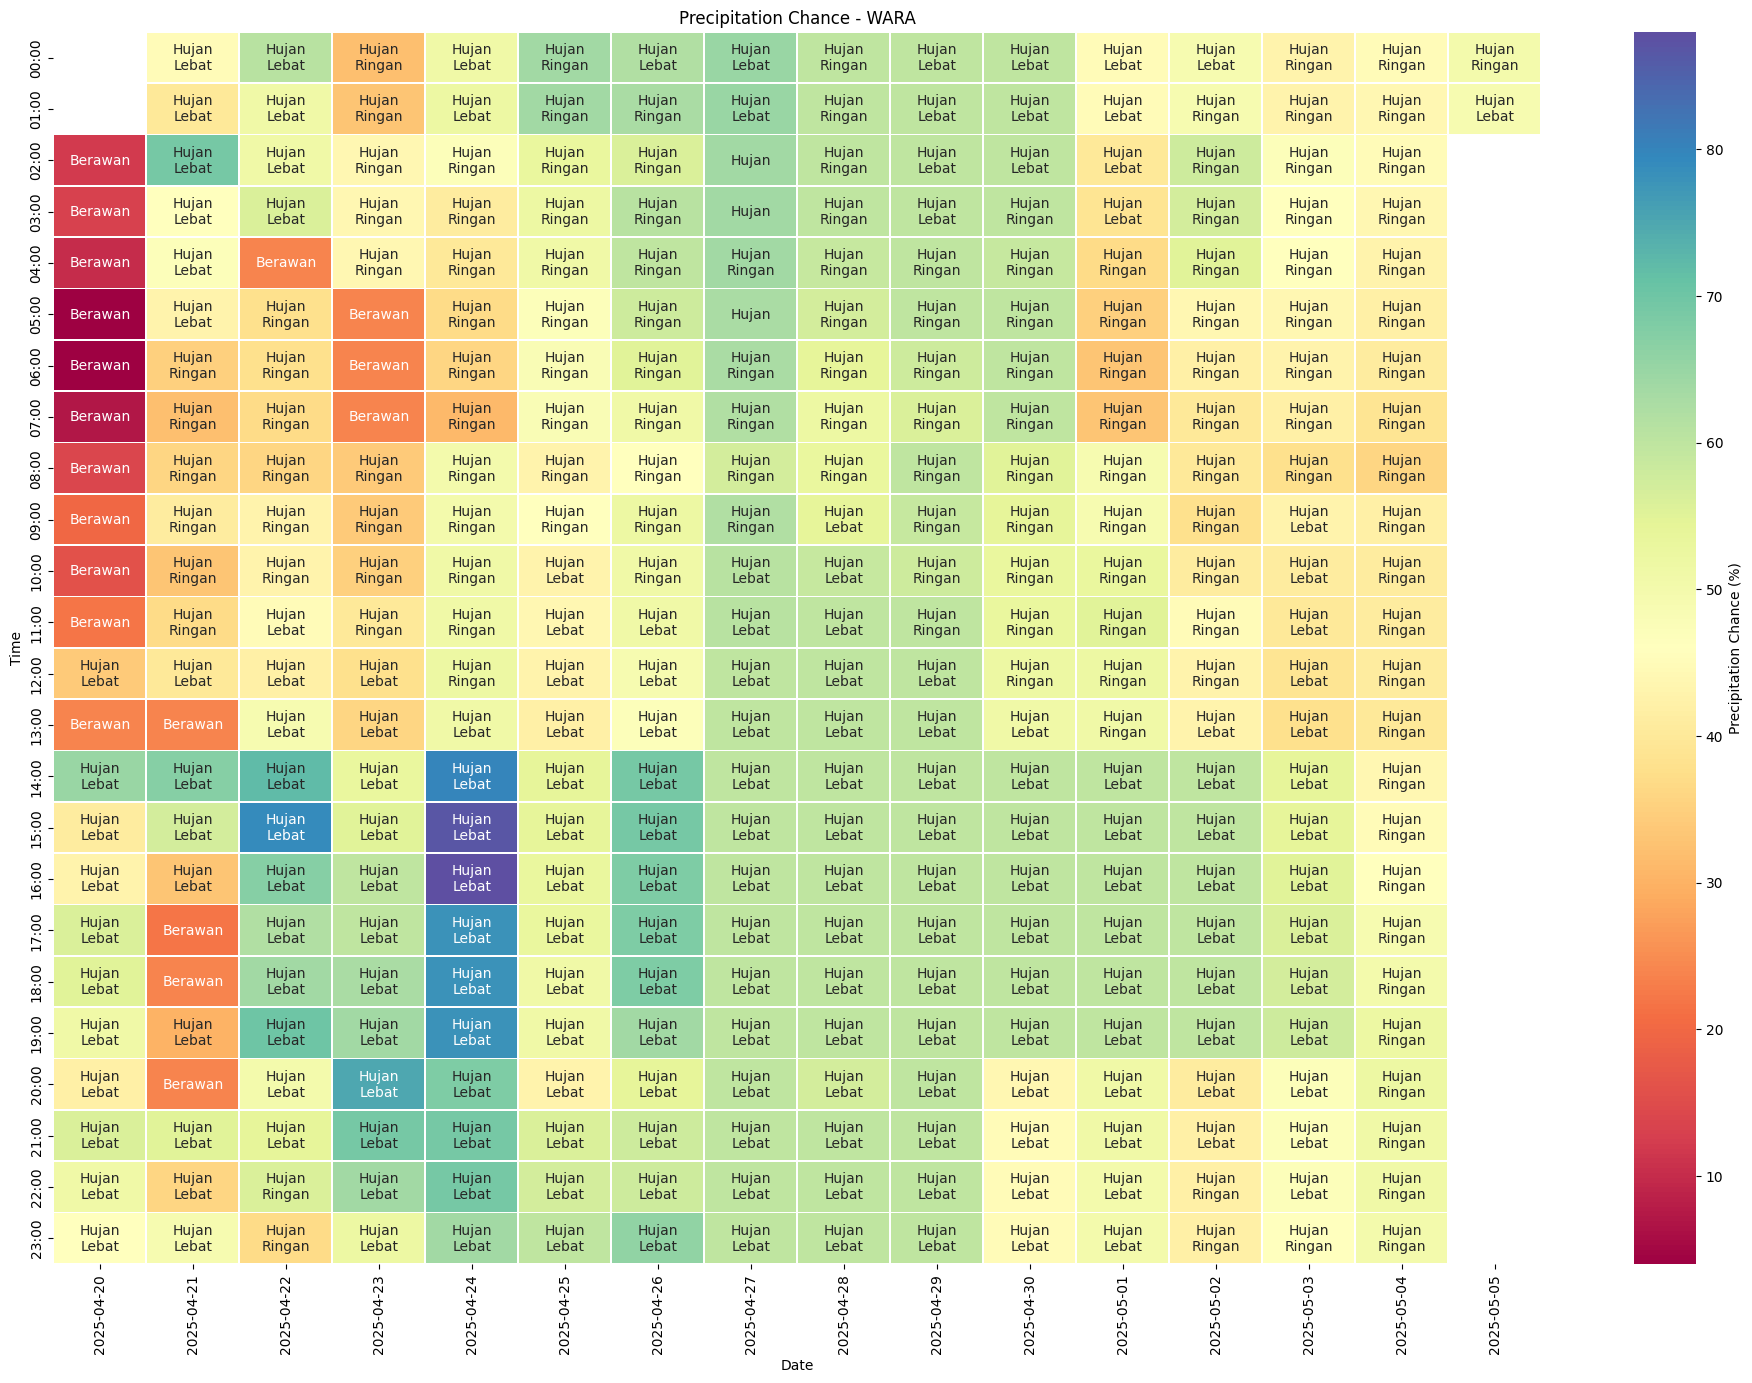 Precipitation Chance - WARA
00:00 Hujan Lebat Hujan Lebat Hujan Ringan Hujan Lebat Hujan Ringan Hujan Lebat Hujan Lebat Hujan Ringan Hujan Lebat Hujan Lebat Hujan Lebat Hujan Lebat Hujan Ringan Hujan Lebat Hujan Ringan
01:00 Hujan Lebat Hujan Lebat Hujan Ringan Hujan Lebat Hujan Ringan Hujan Ringan Hujan Lebat Hujan Ringan Hujan Lebat Hujan Lebat Hujan Lebat Hujan Ringan Hujan Ringan Hujan Ringan Hujan Lebat
02:00 Berawan Hujan Lebat Hujan Lebat Hujan Ringan Hujan Ringan Hujan Ringan Hujan Ringan Hujan Hujan Ringan Hujan Lebat Hujan Lebat Hujan Lebat Hujan Ringan Hujan Ringan Hujan Ringan
03:00 Berawan Hujan Lebat Hujan Lebat Hujan Ringan Hujan Ringan Hujan Ringan Hujan Ringan Hujan Hujan Ringan Hujan Lebat Hujan Ringan Hujan Lebat Hujan Ringan Hujan Ringan Hujan Ringan
04:00 Berawan Hujan Lebat Berawan Hujan Ringan Hujan Ringan Hujan Ringan Hujan Ringan Hujan Ringan Hujan Ringan Hujan Ringan Hujan Ringan Hujan Ringan Hujan Ringan Hujan Ringan Hujan Ringan
05:00 Berawan Hujan Lebat Hujan Ringan Berawan Hujan Ringan Hujan Ringan Hujan Ringan Hujan Hujan Ringan Hujan Ringan Hujan Ringan Hujan Ringan Hujan Ringan Hujan Ringan Hujan Ringan
06:00 Berawan Hujan Ringan Hujan Ringan Berawan Hujan Ringan Hujan Ringan Hujan Ringan Hujan Ringan Hujan Ringan Hujan Ringan Hujan Ringan Hujan Ringan Hujan Ringan Hujan Ringan Hujan Ringan
07:00 Berawan Hujan Ringan Hujan Ringan Berawan Hujan Ringan Hujan Ringan Hujan Ringan Hujan Ringan Hujan Ringan Hujan Ringan Hujan Ringan Hujan Ringan Hujan Ringan Hujan Ringan Hujan Ringan
08:00 Berawan Hujan Ringan Hujan Ringan Hujan Ringan Hujan Ringan Hujan Ringan Hujan Ringan Hujan Ringan Hujan Ringan Hujan Ringan Hujan Ringan Hujan Ringan Hujan Ringan Hujan Ringan Hujan Ringan
09:00 Berawan Hujan Ringan Hujan Ringan Hujan Ringan Hujan Ringan Hujan Ringan Hujan Ringan Hujan Ringan Hujan Lebat Hujan Ringan Hujan Ringan Hujan Ringan Hujan Ringan Hujan Lebat Hujan Ringan
10:00 Berawan Hujan Ringan Hujan Ringan Hujan Ringan Hujan Ringan Hujan Lebat Hujan Ringan Hujan Lebat Hujan Lebat Hujan Ringan Hujan Ringan Hujan Ringan Hujan Ringan Hujan Lebat Hujan Ringan
11:00 Berawan Hujan Ringan Hujan Lebat Hujan Ringan Hujan Ringan Hujan Lebat Hujan Lebat Hujan Lebat Hujan Lebat Hujan Ringan Hujan Ringan Hujan Ringan Hujan Ringan Hujan Lebat Hujan Ringan
12:00 Hujan Lebat Hujan Lebat Hujan Lebat Hujan Lebat Hujan Ringan Hujan Lebat Hujan Lebat Hujan Lebat Hujan Lebat Hujan Lebat Hujan Ringan Hujan Ringan Hujan Ringan Hujan Lebat Hujan Ringan
13:00 Berawan Berawan Hujan Lebat Hujan Lebat Hujan Lebat Hujan Lebat Hujan Lebat Hujan Lebat Hujan Lebat Hujan Lebat Hujan Lebat Hujan Ringan Hujan Lebat Hujan Lebat Hujan Ringan
14:00 Hujan Lebat Hujan Lebat Hujan Lebat Hujan Lebat Hujan Lebat Hujan Lebat Hujan Lebat Hujan Lebat Hujan Lebat Hujan Lebat Hujan Lebat Hujan Lebat Hujan Lebat Hujan Lebat Hujan Ringan
15:00 Hujan Lebat Hujan Lebat Hujan Lebat Hujan Lebat Hujan Lebat Hujan Lebat Hujan Lebat Hujan Lebat Hujan Lebat Hujan Lebat Hujan Lebat Hujan Lebat Hujan Lebat Hujan Lebat Hujan Ringan
16:00 Hujan Lebat Hujan Lebat Hujan Lebat Hujan Lebat Hujan Lebat Hujan Lebat Hujan Lebat Hujan Lebat Hujan Lebat Hujan Lebat Hujan Lebat Hujan Lebat Hujan Lebat Hujan Lebat Hujan Ringan
17:00 Hujan Lebat Berawan Hujan Lebat Hujan Lebat Hujan Lebat Hujan Lebat Hujan Lebat Hujan Lebat Hujan Lebat Hujan Lebat Hujan Lebat Hujan Lebat Hujan Lebat Hujan Lebat Hujan Ringan
18:00 Hujan Lebat Berawan Hujan Lebat Hujan Lebat Hujan Lebat Hujan Lebat Hujan Lebat Hujan Lebat Hujan Lebat Hujan Lebat Hujan Lebat Hujan Lebat Hujan Lebat Hujan Lebat Hujan Ringan
19:00 Hujan Lebat Hujan Lebat Hujan Lebat Hujan Lebat Hujan Lebat Hujan Lebat Hujan Lebat Hujan Lebat Hujan Lebat Hujan Lebat Hujan Lebat Hujan Lebat Hujan Lebat Hujan Lebat Hujan Ringan
20:00 Hujan Lebat Berawan Hujan Lebat Hujan Lebat Hujan Lebat Hujan Lebat Hujan Lebat Hujan Lebat Hujan Lebat Hujan Lebat Hujan Lebat Hujan Lebat Hujan Lebat Hujan Lebat Hujan Ringan
21:00 Hujan Lebat Hujan Lebat Hujan Lebat Hujan Lebat Hujan Lebat Hujan Lebat Hujan Lebat Hujan Lebat Hujan Lebat Hujan Lebat Hujan Lebat Hujan Lebat Hujan Lebat Hujan Lebat Hujan Ringan
22:00 Hujan Lebat Hujan Lebat Hujan Ringan Hujan Lebat Hujan Lebat Hujan Lebat Hujan Lebat Hujan Lebat Hujan Lebat Hujan Lebat Hujan Lebat Hujan Lebat Hujan Ringan Hujan Lebat Hujan Ringan
23:00 Hujan Lebat Hujan Lebat Hujan Ringan Hujan Lebat Hujan Lebat Hujan Lebat Hujan Lebat Hujan Lebat Hujan Lebat Hujan Lebat Hujan Lebat Hujan Lebat Hujan Ringan Hujan Ringan Hujan Ringan
Time
2025-04-20 2025-04-21 2025-04-22 2025-04-23 2025-04-24 2025-04-25 2025-04-26 2025-04-27 2025-04-28 2025-04-29 2025-04-30 2025-05-01 2025-05-02 2025-05-03 2025-05-04 2025-05-05
Date
80
70
60
50
40
30
20
10
Precipitation Chance (%)